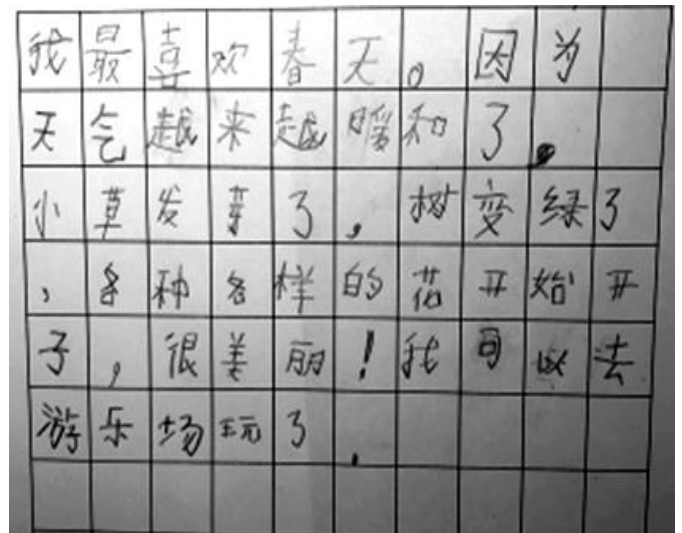 我最喜欢春天。因为
天气越来越暖和了。
小草发芽了,树变绿了
,各种各样的花开始开
子,很美丽!我可以去
游乐场玩了.